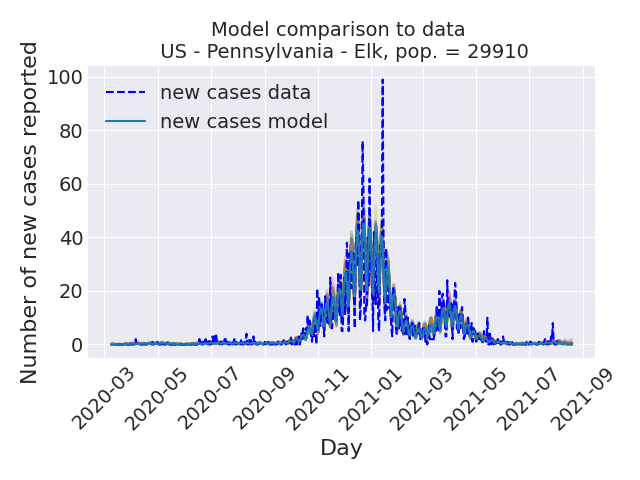 Model comparison to data
US - Pennsylvania - Elk, pop. = 29910
Number of new cases reported
100
80
60
40
20
0
new cases data
new cases model
2020-03
2020-05
2020-07
2020-09
2020-11
2021-01
2021-03
2021-05
2021-07
2021-09
Day